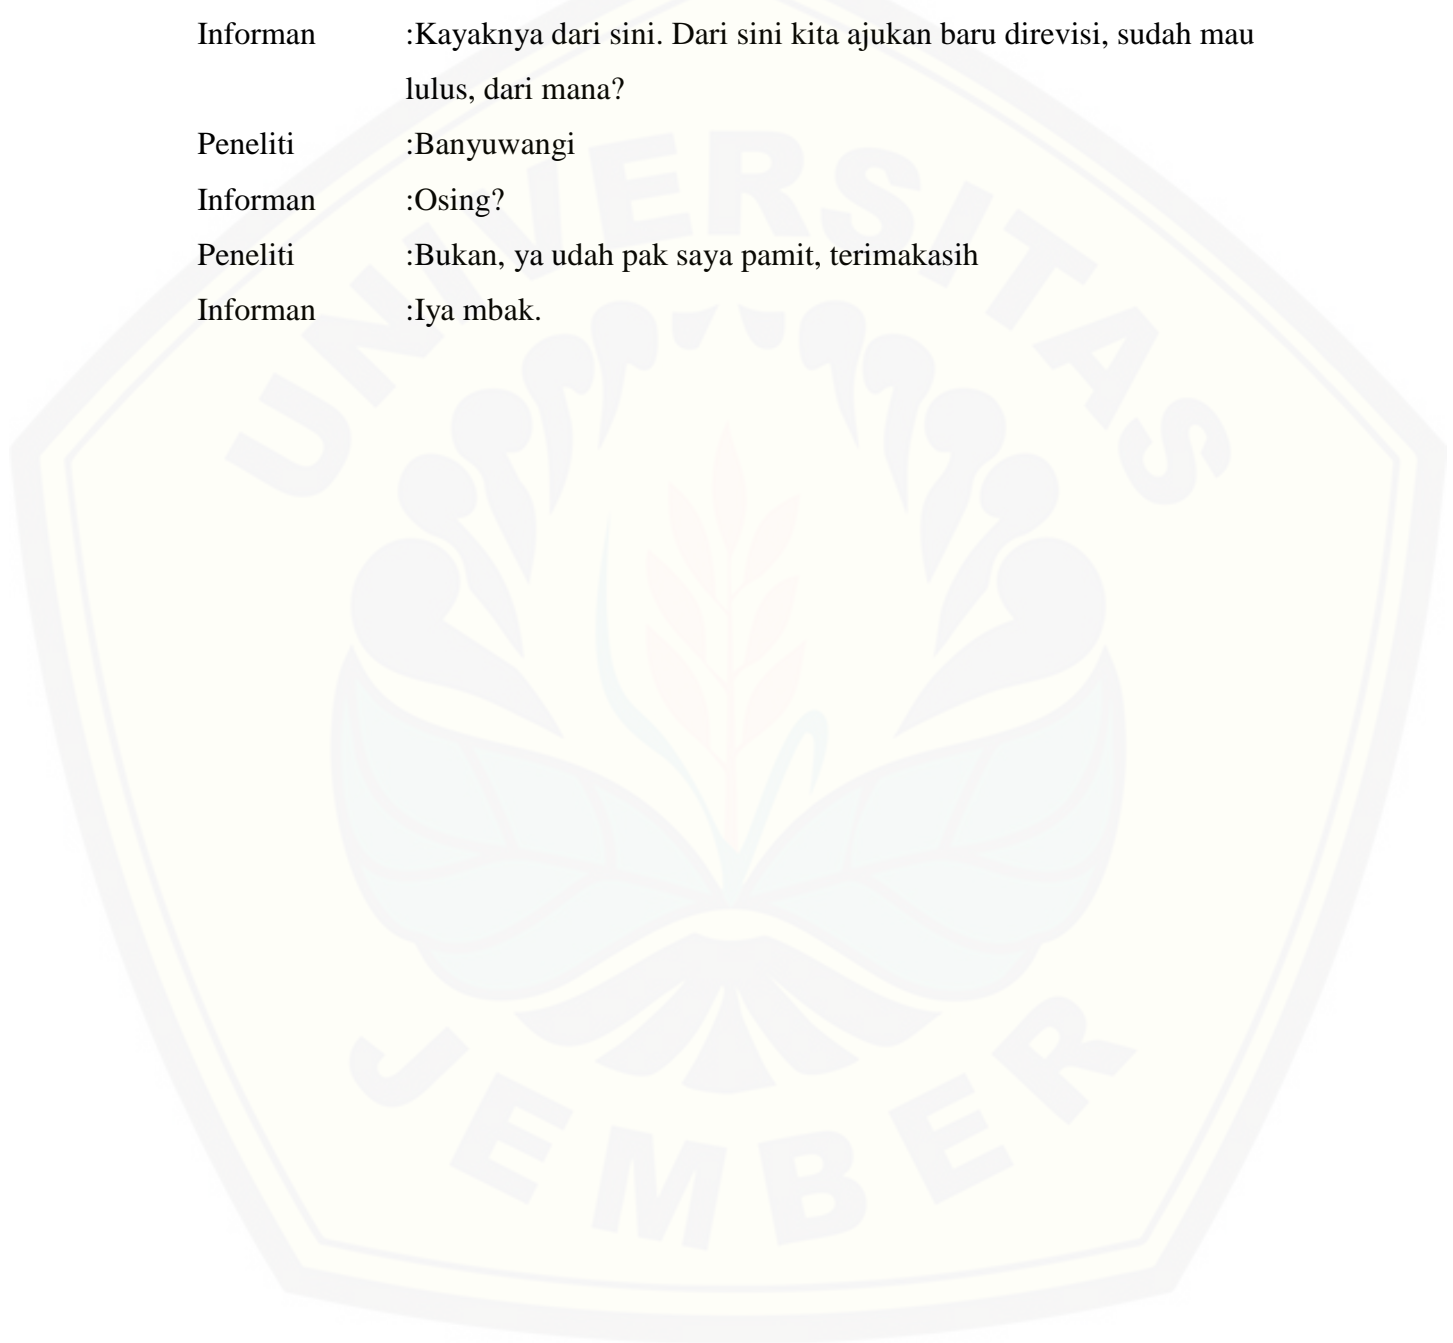 Informan :Kayaknya dari sini. Dari sini kita ajukan baru direvisi, sudah mau
lulus, dari mana?
Peneliti :Banyuwangi
Informan :Osing?
Peneliti :Bukan, ya udah pak saya pamit, terimakasih
Informan :Iya mbak.
UNIVERSITAS
JEMBER